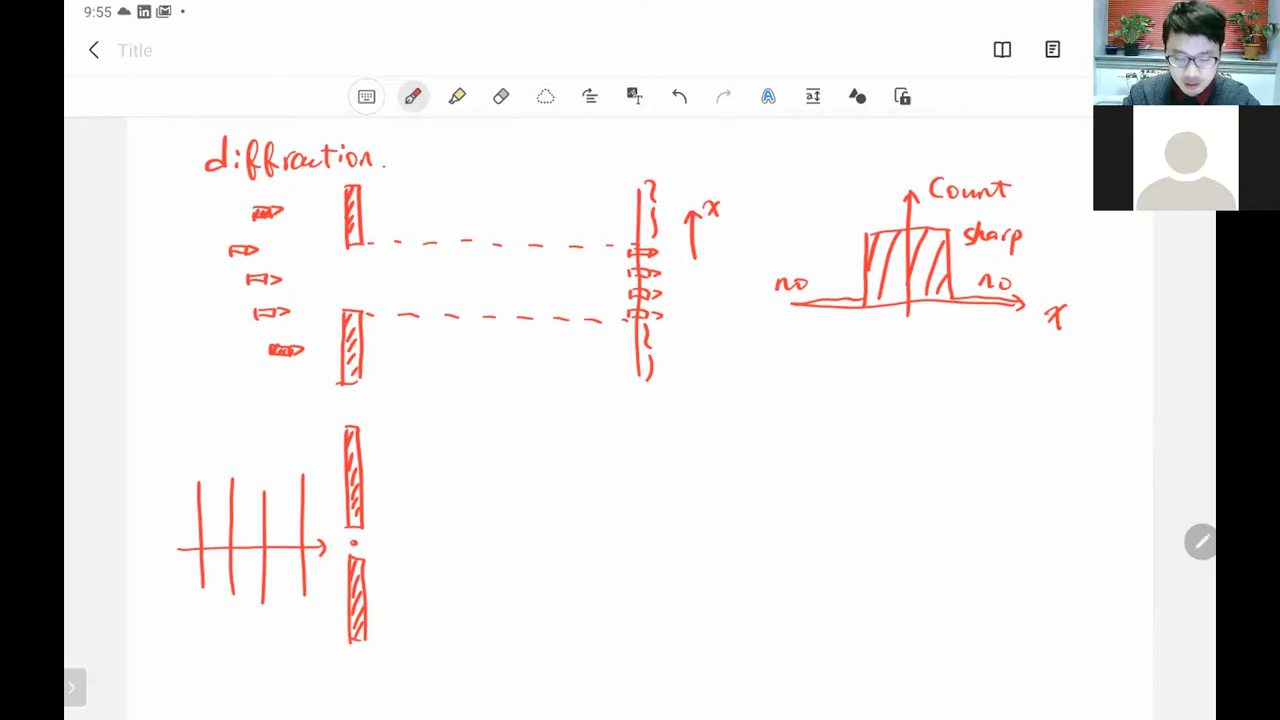 9:55
Title
diffraction.
x
Count
sharp
no
no
x